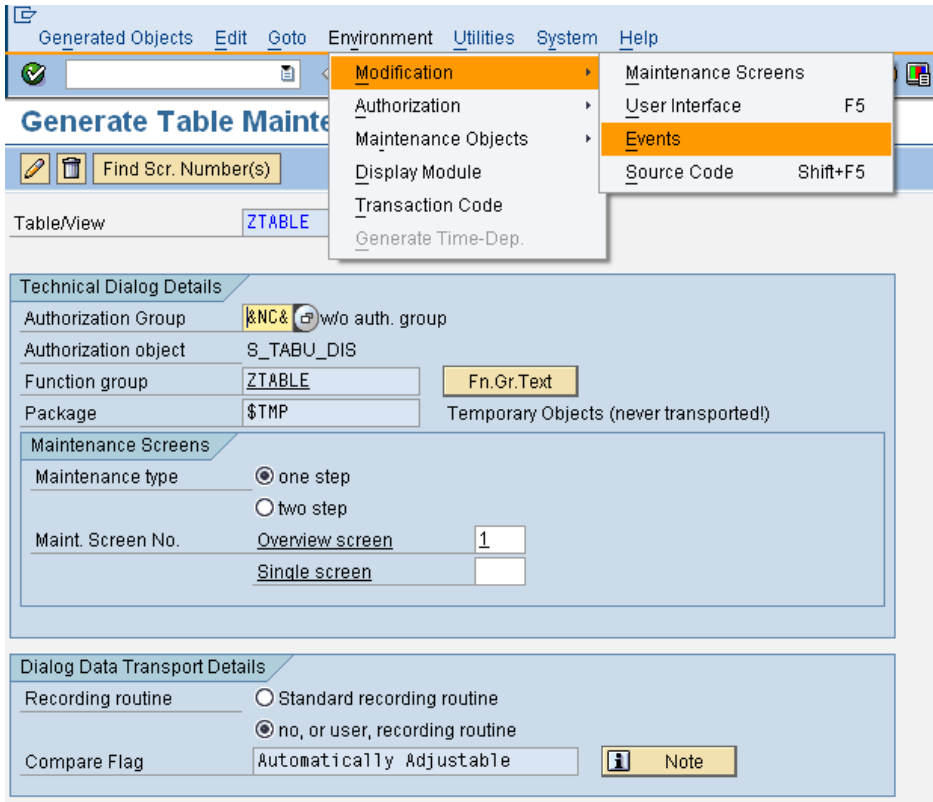 Generated Objects Edit Goto Environment Utilities System Help
Modification
Authorization
Maintenance Objects
Display Module
Transaction Code
Generate Time-Dep.
Maintenance Screens
User Interface F5
Events
Source Code Shift+F5
Generate Table Mainte
Find Scr. Number(s)
Table/View ZTABLE
Technical Dialog Details
Authorization Group &NC& w/o auth. group
Authorization object S_TABU_DIS
Function group ZTABLE Fn.Gr.Text
Package $TMP Temporary Objects (never transported!)
Maintenance Screens
Maintenance type one step
two step
Maint. Screen No. Overview screen 1
Single screen
Dialog Data Transport Details
Recording routine Standard recording routine
no, or user, recording routine
Compare Flag Automatically Adjustable Note